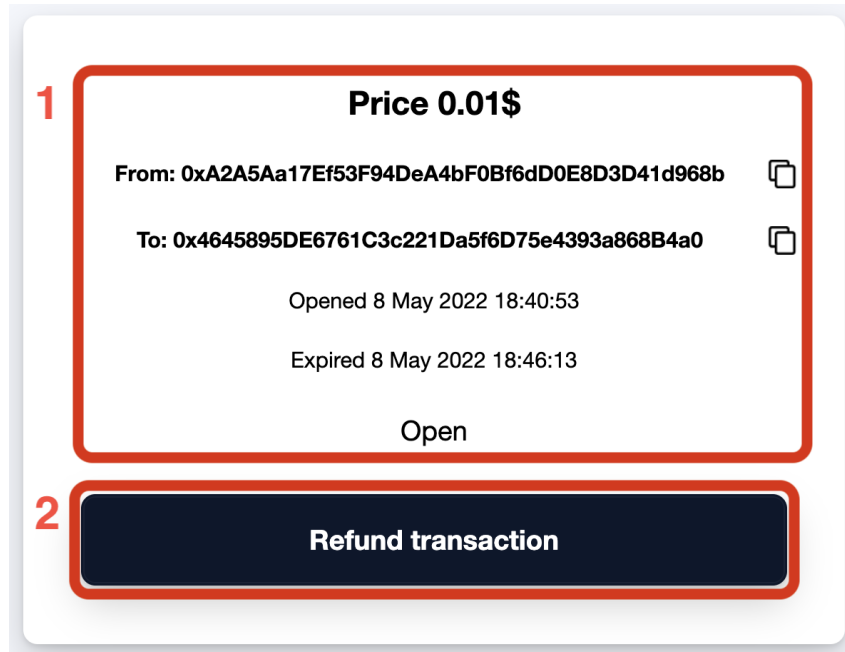 1
Price 0.01$
From: 0xA2A5Aa17Ef53F94DeA4bF0Bf6dD0E8D3D41d968b
To: 0x4645895DE6761C3c221Da5f6D75e4393a868B4a0
Opened 8 May 2022 18:40:53
Expired 8 May 2022 18:46:13
Open
2
Refund transaction